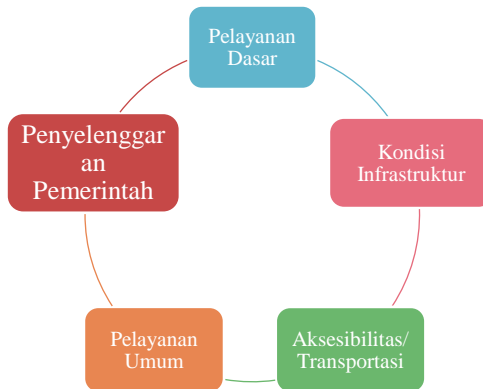 Pelayanan
Dasar
Kondisi
Infrastruktur
Aksesibilitas/
Transportasi
Pelayanan
Umum
Penyelenggar
an
Pemerintah